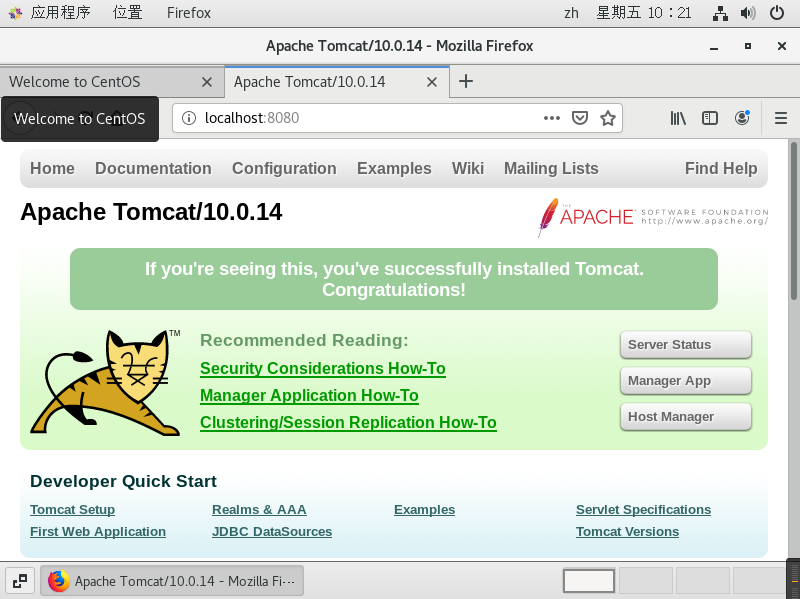 应用程序 位置 Firefox zh 星期五 10：21
Apache Tomcat/10.0.14 - Mozilla Firefox
Welcome to CentOS Apache Tomcat/10.0.14
Welcome to CentOS
localhost:8080
Home Documentation Configuration Examples Wiki Mailing Lists Find Help
Apache Tomcat/10.0.14
THE APACHE SOFTWARE FOUNDATION
http://www.apache.org/
If you're seeing this, you've successfully installed Tomcat.
Congratulations!
TM
Recommended Reading:
Security Considerations How-To
Manager Application How-To
Clustering/Session Replication How-To
Server Status
Manager App
Host Manager
Developer Quick Start
Tomcat Setup Realms & AAA Examples Servlet Specifications
First Web Application JDBC DataSources Tomcat Versions
Apache Tomcat/10.0.14 - Mozilla Fi···